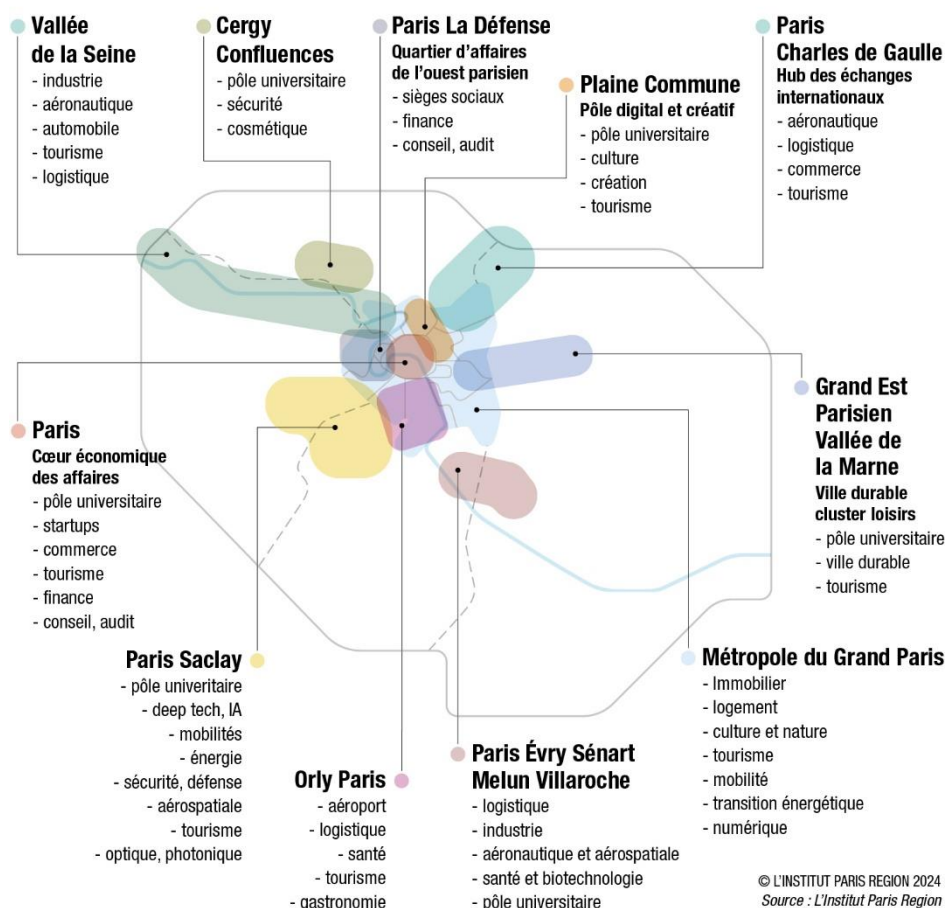 Vallée
de la Seine
- industrie
- aéronautique
- automobile
- tourisme
- logistique
Cergy
Confluences
- pôle universitaire
- sécurité
- cosmétique
Paris La Défense
Quartier d'affaires
de l'ouest parisien
- sièges sociaux
- finance
- conseil, audit
Plaine Commune
Pôle digital et créatif
- pôle universitaire
- culture
- création
- tourisme
Paris
Charles de Gaulle
Hub des échanges
internationaux
- aéronautique
- logistique
- commerce
- tourisme
Paris
Cœur économique
des affaires
- pôle universitaire
- startups
- commerce
- tourisme
- finance
- conseil, audit
Grand Est
Parisien
Vallée de
la Marne
Ville durable
cluster loisirs
- pôle universitaire
- ville durable
- tourisme
Paris Saclay
- pôle univeritaire
- deep tech, IA
- mobilités
- énergie
- sécurité, défense
- aérospatiale
- tourisme
- optique, photonique
Orly Paris
- aéroport
- logistique
- santé
- tourisme
- gastronomie
Paris Évry Sénart
Melun Villaroche
- logistique
- industrie
- aéronautique et aérospatiale
- santé et biotechnologie
- pôle universitaire
Métropole du Grand Paris
- Immobilier
- logement
- culture et nature
- tourisme
- mobilité
- transition énergétique
- numérique
© L'INSTITUT PARIS REGION 2024
Source : L'Institut Paris Region